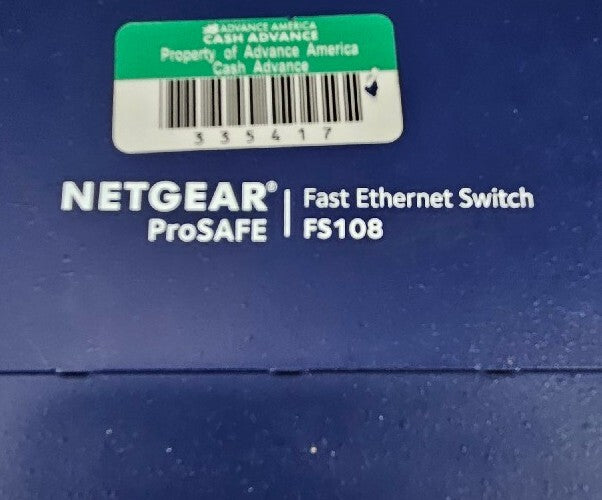 ADVANCE AMERICA
CASH ADVANCE
Property of Advance America
Cash Advance
335417
NETGEAR® | Fast Ethernet Switch
ProSAFE | FS108